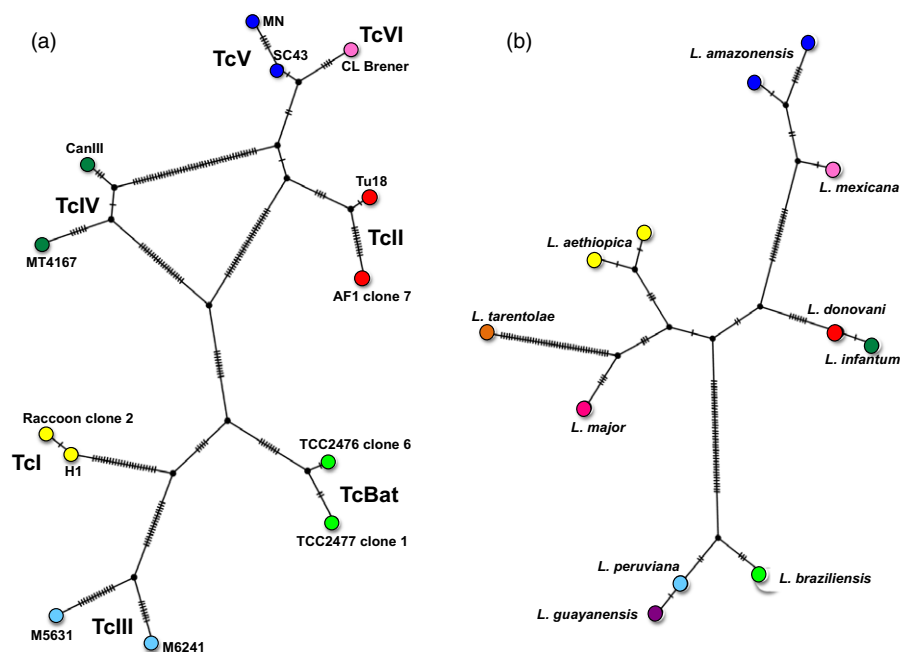 (a)
MN
TcVI
TcV
SC43
CL Brener
CanIII
TcIV
Tu18
TcII
MT4167
AF1 clone 7
Raccoon clone 2
TcI
H1
TCC2476 clone 6
TcBat
TCC2477 clone 1
M5631
TcIII
M6241
(b)
L. amazonensis
L. mexicana
L. aethiopica
L. tarentolae
L. donovani
L. infantum
L. major
L. peruviana
L. braziliensis
L. guayanensis